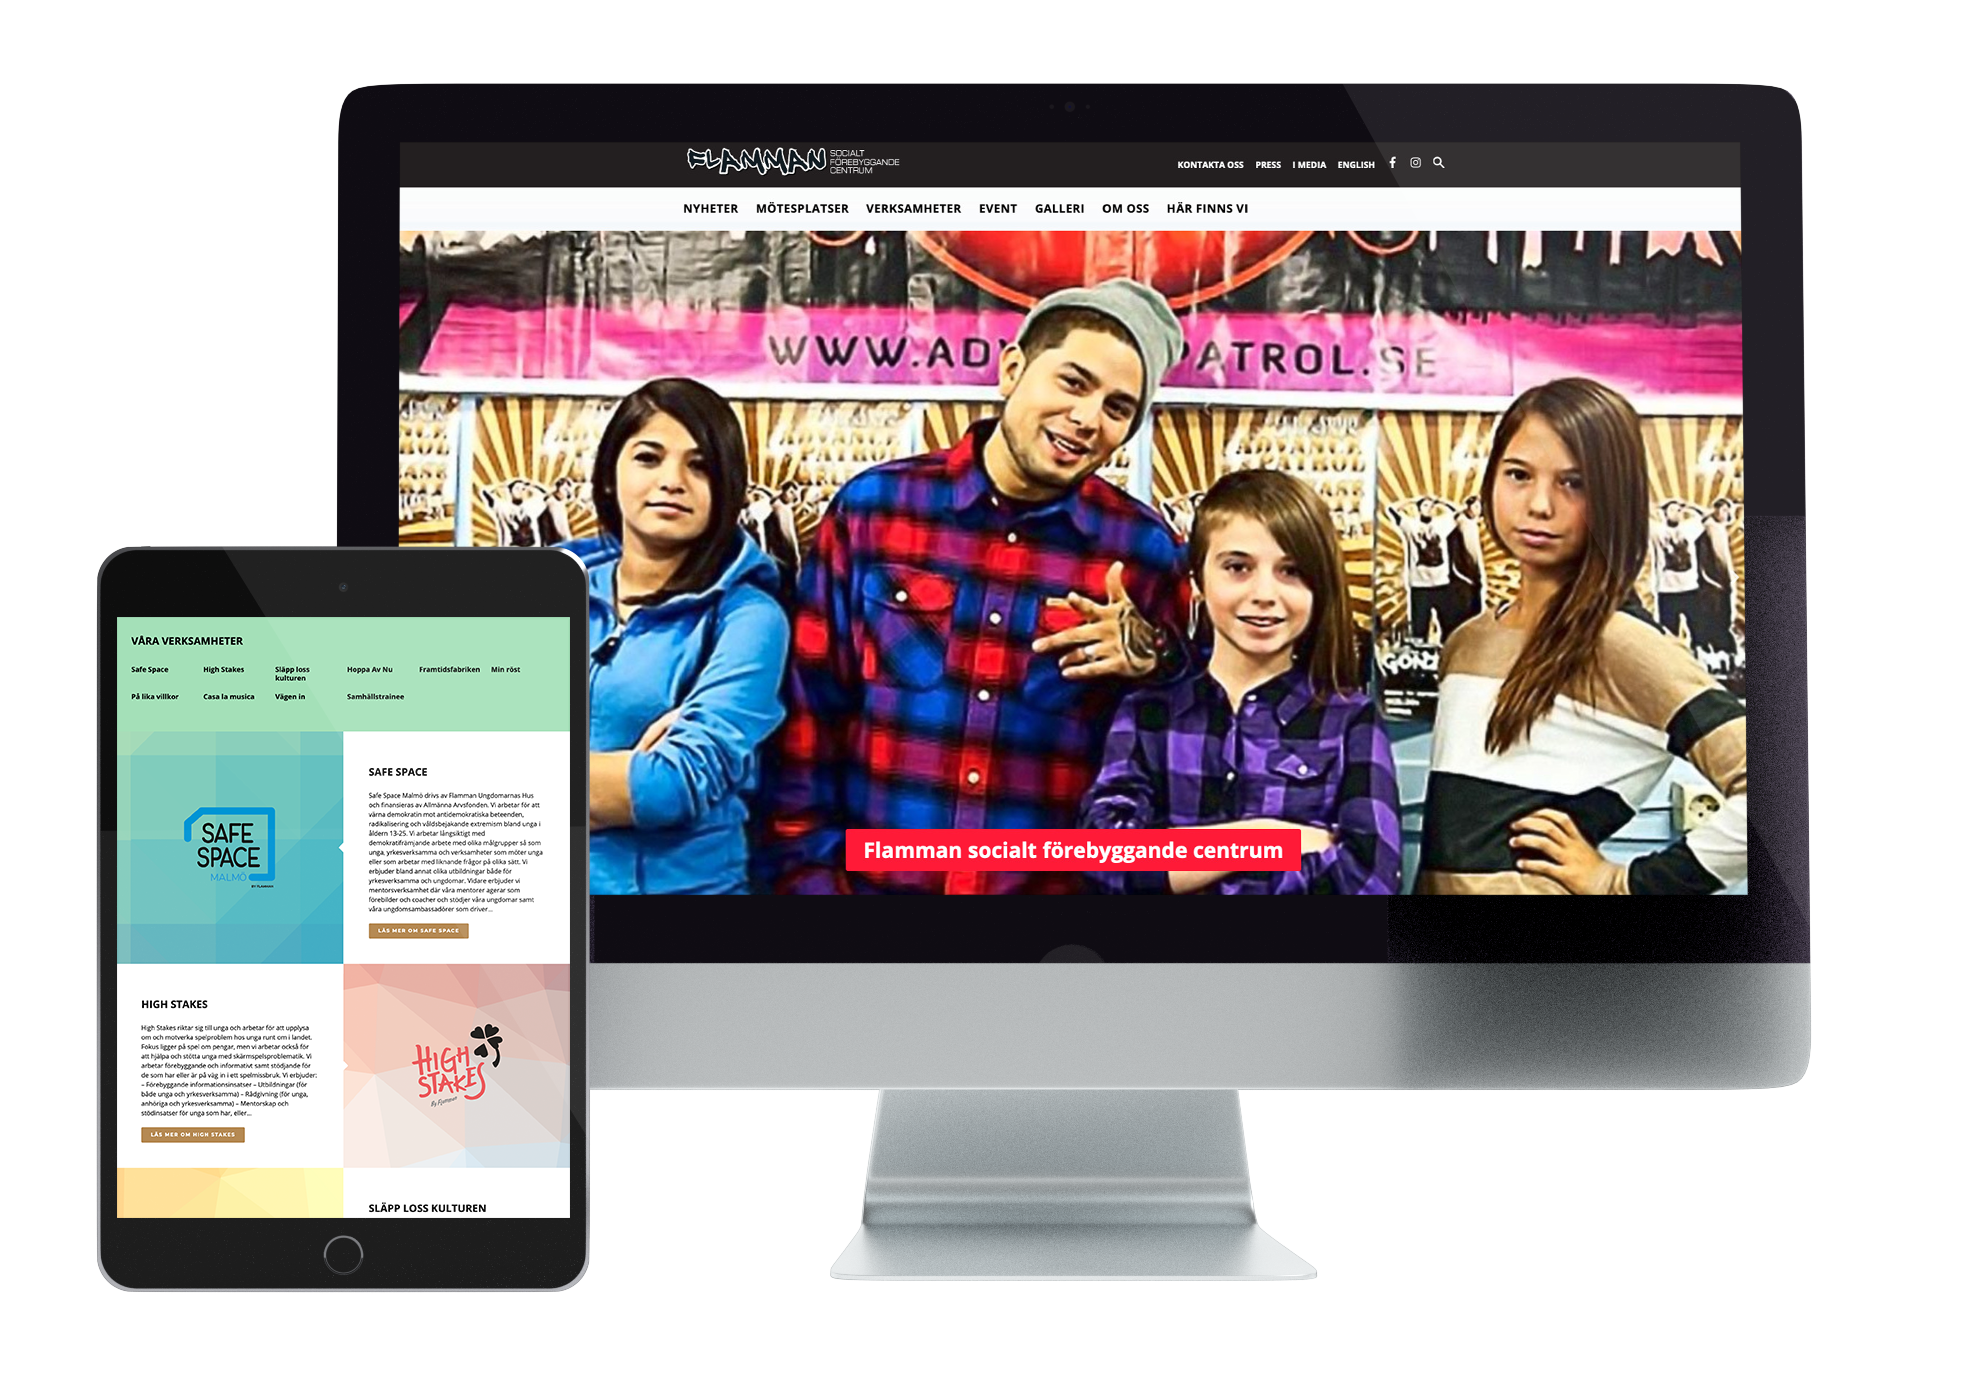 FLAMMAN
SOCIALT
FÖREBYGGANDE
CENTRUM
KONTAKTA OSS PRESS I MEDIA ENGLISH
NYHETER MÖTESPLATSER VERKSAMHETER EVENT GALLERI OM OSS HÄR FINNS VI
WWW.AD PATROL.SE
Flamman socialt förebyggande centrum
VÅRA VERKSAMHETER
Safe Space High Stakes Släpp loss kulturen Hoppa Av Nu Framtidsfabriken Min röst
På lika villkor Casa la musica Vägen in Samhällstrainee
SAFE
SPACE
MALMÖ
BY FLAMMAN
SAFE SPACE
Safe Space Malmö drivs av Flamman Ungdomarnas Hus
och finansieras av Allmänna Arvsfonden. Vi arbetar för att
värna demokratin mot antidemokratiska beteenden,
radikalisering och våldsbejakande extremism bland unga i
åldern 13-25. Vi arbetar långsiktigt med
demokratifrämjande arbete med olika målgrupper så som
unga, yrkesverksamma och verksamheter som möter unga
eller som arbetar med liknande frågor på olika sätt. Vi
erbjuder bland annat olika utbildningar både för
yrkesverksamma och ungdomar. Vidare erbjuder vi
mentorsverksamhet där våra mentorer agerar som
förebilder och coacher och stödjer våra ungdomar samt
våra ungdomsambassadörer som driver...
LÄS MER OM SAFE SPACE
HIGH STAKES
High Stakes riktar sig till unga och arbetar för att upplysa
om och motverka spelproblem hos unga runt om i landet.
Fokus ligger på spel om pengar, men vi arbetar också för
att hjälpa och stötta unga med skärmspelsproblematik. Vi
arbetar förebyggande och informativt samt stödjande för
de som har eller är på väg in i ett spelmissbruk. Vi erbjuder:
– Förebyggande informationsinsatser – Utbildningar (för
både unga och yrkesverksamma) – Rådgivning (för unga,
anhöriga och yrkesverksamma) – Mentorskap och
stödinsatser för unga som har, eller...
LÄS MER OM HIGH STAKES
HIGH
STAKES
By Flamman
SLÄPP LOSS KULTUREN